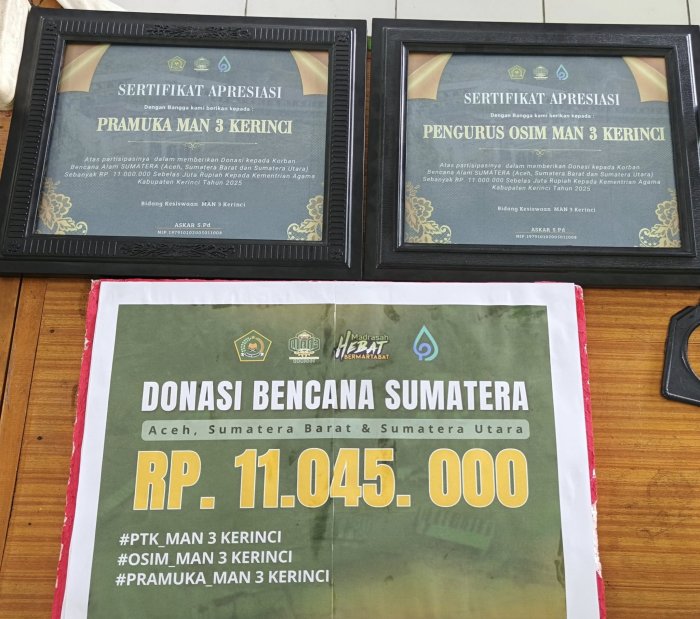 SERTIFIKAT APRESIASI
Dengan Bangga kami berikan kepada :
PRAMUKA MAN 3 KERINCI
Atas partisipasinya dalam memberikan Donasi kepada Korban
Bencana Alam SUMATERA (Aceh, Sumatera Barat dan Sumatera Utara)
Sebanyak RP. 11.000.000 Sebelas Juta Rupiah Kepada Kementrian Agama
Kabupaten Kerinci Tahun 2025
Bidang Kesiswaan MAN 3 Kerinci
ASKAR S.Pd
SERTIFIKAT APRESIASI
Dengan Bangga kami berikan kepada :
PENGURUS OSIM MAN 3 KERINCI
Atas partisipasinya dalam memberikan Donasi kepada Korban
Bencana Alam SUMATERA (Aceh, Sumatera Barat dan Sumatera Utara)
Sebanyak RP. 11.000.000 Sebelas Juta Rupiah Kepada Kementrian Agama
Kabupaten Kerinci Tahun 2025
Bidang Kesiswaan MAN 3 Kerinci
ASKAR S.Pd
Madrasah
HEBAT
BERMARTABAT
DONASI BENCANA SUMATERA
Aceh, Sumatera Barat & Sumatera Utara
RP. 11.045. 000
#PTK_MAN 3 KERINCI
#OSIM_MAN 3 KERINCI
#PRAMUKA_MAN 3 KERINCI